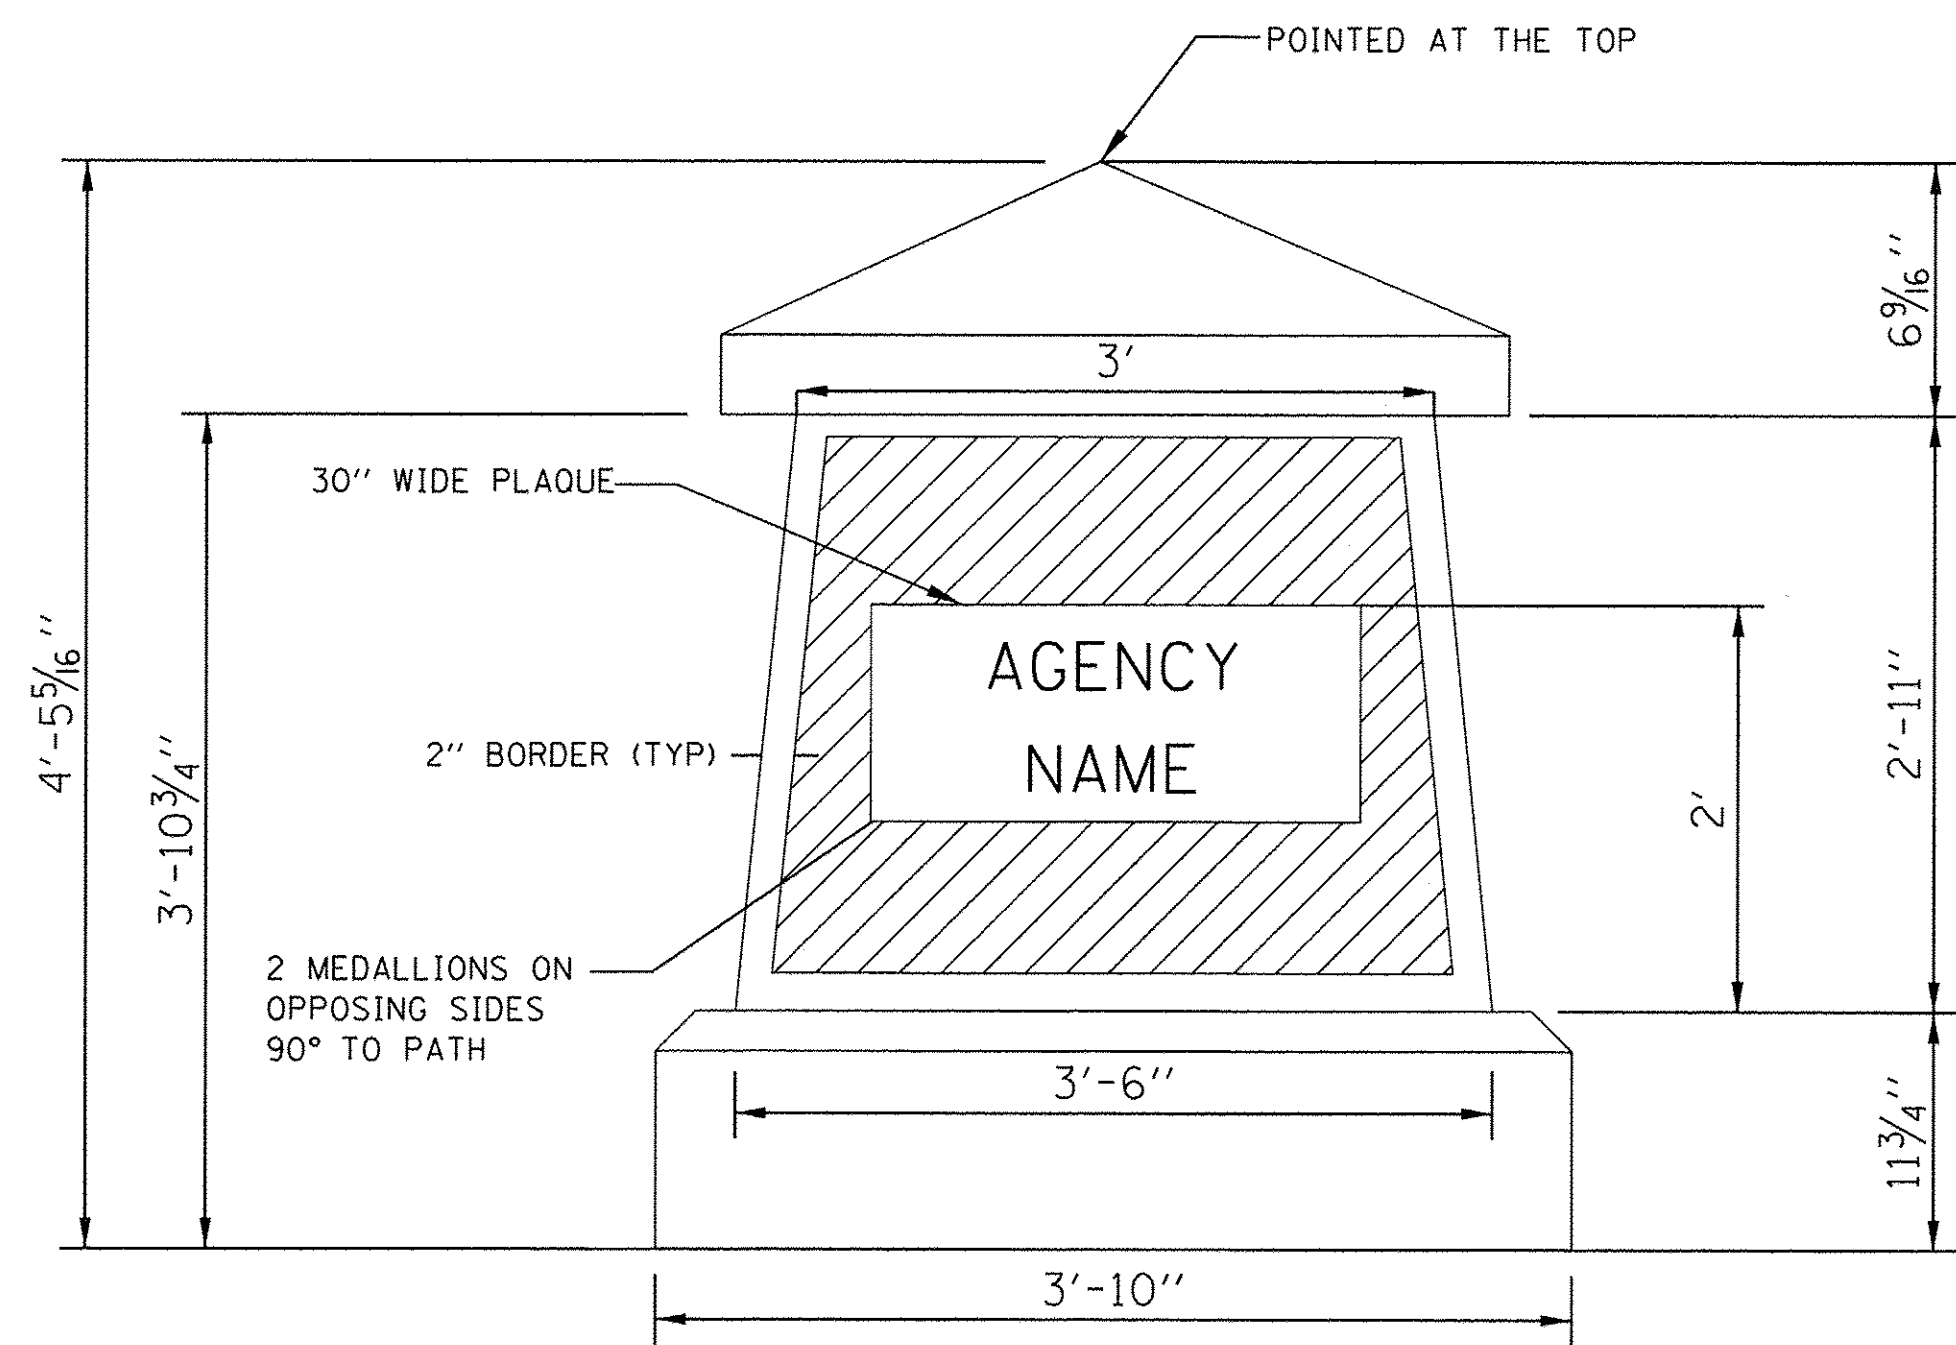 POINTED AT THE TOP
6 9/16''
3'
30'' WIDE PLAQUE
4'-5 5/16''
AGENCY
NAME
2'-11''
2'' BORDER (TYP)
3'-10 3/4''
2'
2 MEDALLIONS ON
OPPOSING SIDES
90° TO PATH
3'-6''
11 3/4''
3'-10''